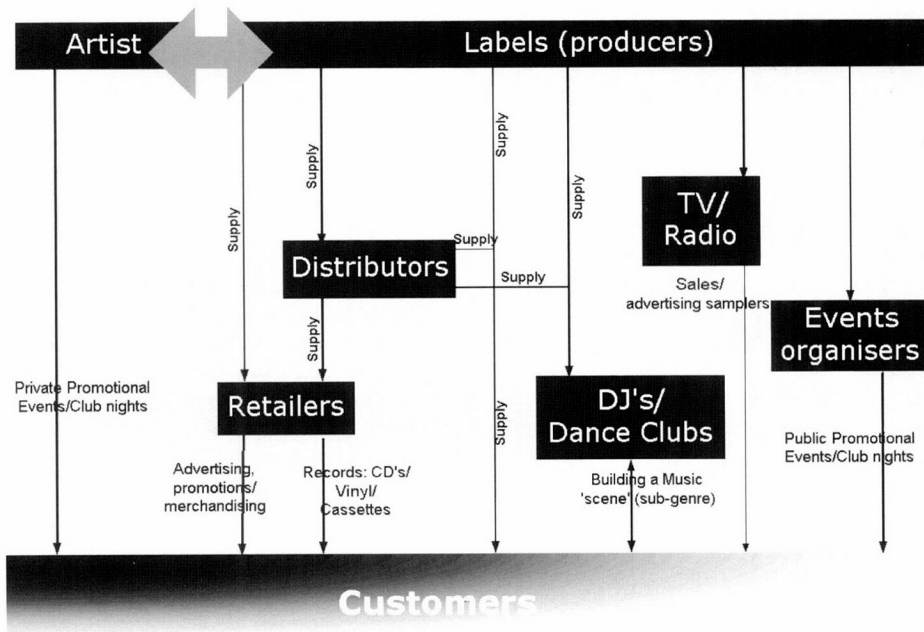 Artist
Labels (producers)
Supply
Supply
Supply
Supply
TV/
Radio
Supply
Distributors
Supply
Sales/
advertising samplers
Events
organisers
Supply
Private Promotional
Events/Club nights
Retailers
DJ's/
Dance Clubs
Supply
Public Promotional
Events/Club nights
Advertising,
promotions/
merchandising
Records: CD's/
Vinyl/
Cassettes
Building a Music
'scene' (sub-genre)
Customers